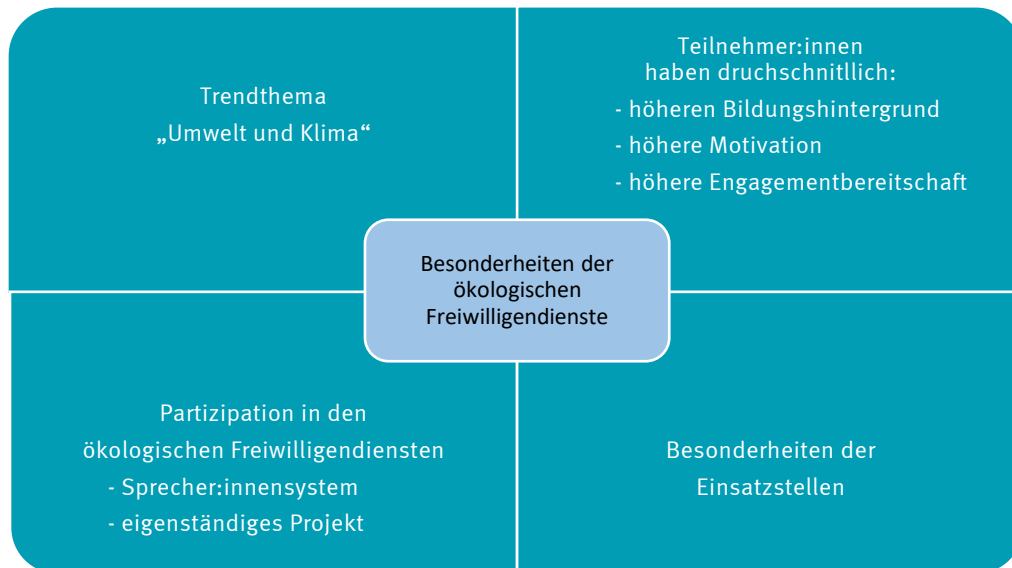 Trendthema
„Umwelt und Klima“
Teilnehmer:innen
haben druchschnittlich:
- höheren Bildungshintergrund
- höhere Motivation
- höhere Engagementbereitschaft
Besonderheiten der
ökologischen
Freiwilligendienste
Partizipation in den
ökologischen Freiwilligendiensten
- Sprecher:innensystem
- eigenständiges Projekt
Besonderheiten der
Einsatzstellen